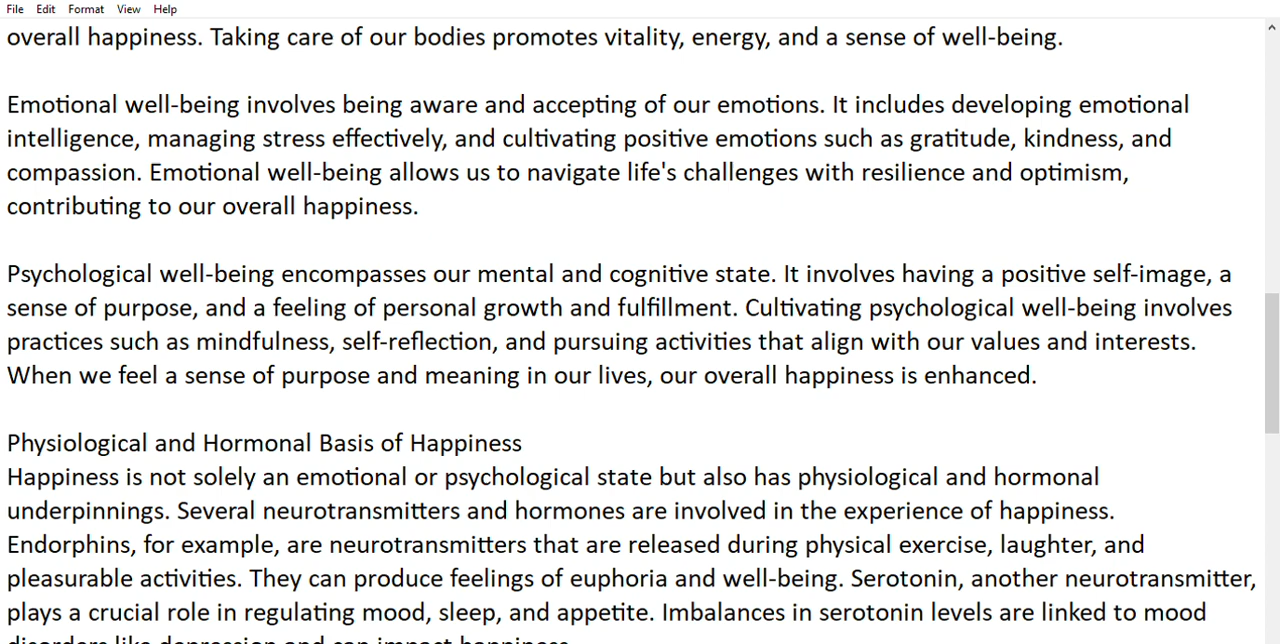 File Edit Format View Help
overall happiness. Taking care of our bodies promotes vitality, energy, and a sense of well-being.
Emotional well-being involves being aware and accepting of our emotions. It includes developing emotional
intelligence, managing stress effectively, and cultivating positive emotions such as gratitude, kindness, and
compassion. Emotional well-being allows us to navigate life's challenges with resilience and optimism,
contributing to our overall happiness.
Psychological well-being encompasses our mental and cognitive state. It involves having a positive self-image, a
sense of purpose, and a feeling of personal growth and fulfillment. Cultivating psychological well-being involves
practices such as mindfulness, self-reflection, and pursuing activities that align with our values and interests.
When we feel a sense of purpose and meaning in our lives, our overall happiness is enhanced.
Physiological and Hormonal Basis of Happiness
Happiness is not solely an emotional or psychological state but also has physiological and hormonal
underpinnings. Several neurotransmitters and hormones are involved in the experience of happiness.
Endorphins, for example, are neurotransmitters that are released during physical exercise, laughter, and
pleasurable activities. They can produce feelings of euphoria and well-being. Serotonin, another neurotransmitter,
plays a crucial role in regulating mood, sleep, and appetite. Imbalances in serotonin levels are linked to mood
disorders like depression and can impact happiness.